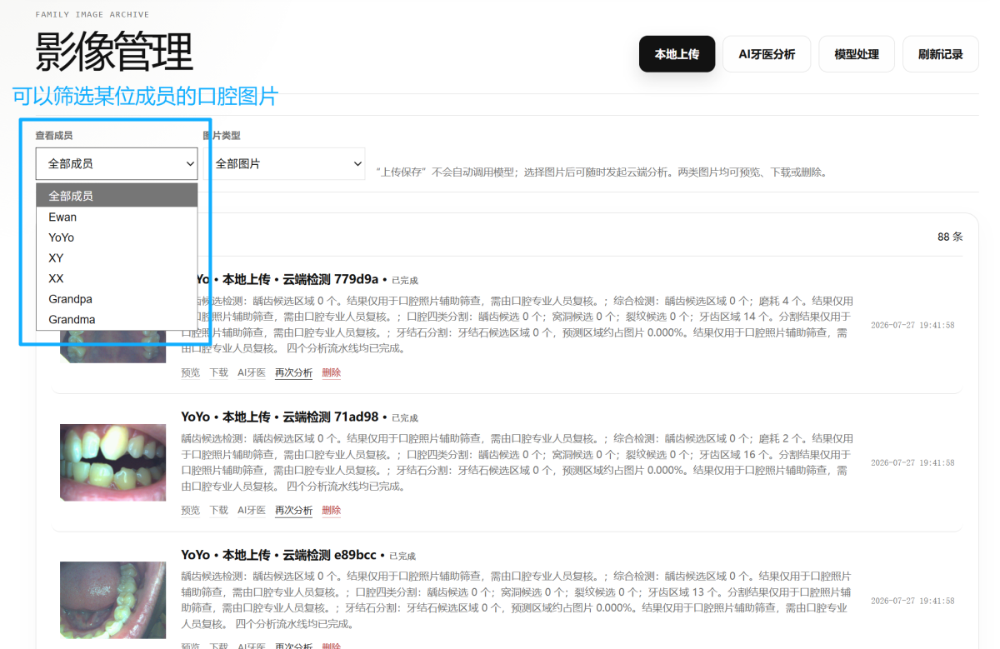 FAMILY IMAGE ARCHIVE
影像管理
本地上传
AI牙医分析
模型处理
刷新记录
可以筛选某位成员的口腔图片
查看成员
图片类型
全部成员
全部图片
“上传保存”不会自动调用模型；选择图片后可随时发起云端分析。两类图片均可预览、下载或删除。
全部成员
Ewan
YoYo
XY
XX
Grandpa
Grandma
88 条
Yo • 本地上传 • 云端检测 779d9a • 已完成
候选检测：龋齿候选区域 0 个。结果仅用于口腔照片辅助筛查，需由口腔专业人员复核。；综合检测：龋齿候选区域 0 个；磨耗 4 个。结果仅用
口腔照片辅助筛查，需由口腔专业人员复核。；口腔四类分割：龋齿候选 0 个；窝洞候选 0 个；裂纹候选 0 个；牙齿区域 14 个。分割结果仅用于
口腔照片辅助筛查，需由口腔专业人员复核。；牙结石分割：牙结石候选区域 0 个，预测区域约占图片 0.000%。结果仅用于口腔照片辅助筛查，需
由口腔专业人员复核。 四个分析流水线均已完成。
2026-07-27 19:41:58
预览 下载 AI牙医 再次分析 删除
YoYo • 本地上传 • 云端检测 71ad98 • 已完成
龋齿候选检测：龋齿候选区域 0 个。结果仅用于口腔照片辅助筛查，需由口腔专业人员复核。；综合检测：龋齿候选区域 0 个；磨耗 2 个。结果仅用
于口腔照片辅助筛查，需由口腔专业人员复核。；口腔四类分割：龋齿候选 0 个；窝洞候选 0 个；裂纹候选 0 个；牙齿区域 16 个。分割结果仅用于
口腔照片辅助筛查，需由口腔专业人员复核。；牙结石分割：牙结石候选区域 0 个，预测区域约占图片 0.000%。结果仅用于口腔照片辅助筛查，需
由口腔专业人员复核。 四个分析流水线均已完成。
2026-07-27 19:41:58
预览 下载 AI牙医 再次分析 删除
YoYo • 本地上传 • 云端检测 e89bcc • 已完成
龋齿候选检测：龋齿候选区域 0 个。结果仅用于口腔照片辅助筛查，需由口腔专业人员复核。；综合检测：龋齿候选区域 0 个。结果仅用于口腔照片
辅助筛查，需由口腔专业人员复核。；口腔四类分割：龋齿候选 0 个；窝洞候选 0 个；裂纹候选 0 个；牙齿区域 13 个。分割结果仅用于口腔照片辅
助筛查，需由口腔专业人员复核。；牙结石分割：牙结石候选区域 0 个，预测区域约占图片 0.000%。结果仅用于口腔照片辅助筛查，需由口腔专业
人员复核。 四个分析流水线均已完成。
2026-07-27 19:41:58
预览 下载 AI牙医 再次分析 删除